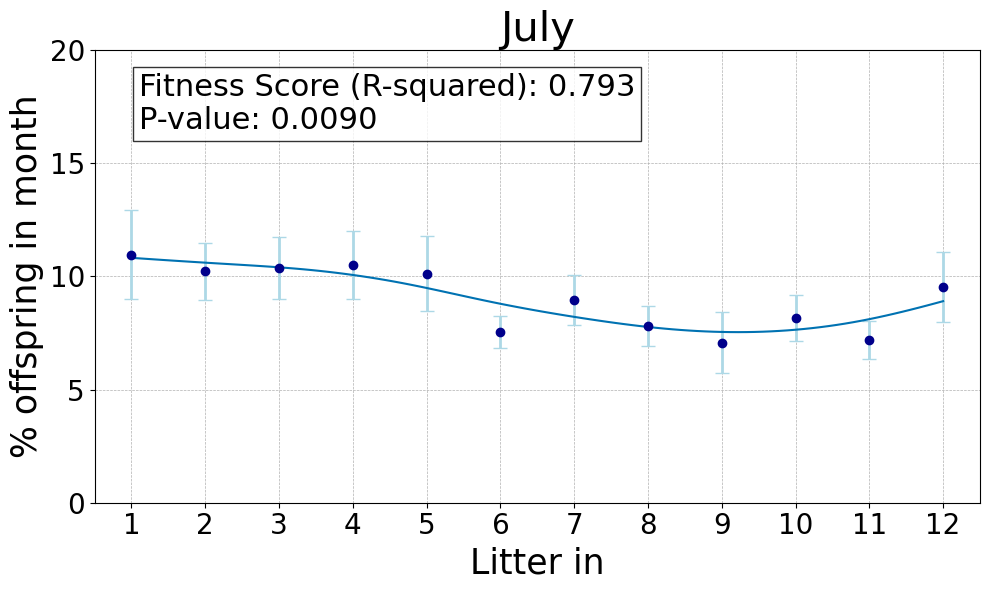 July
Fitness Score (R-squared): 0.793
P-value: 0.0090
% offspring in month
20
15
10
5
0
1 2 3 4 5 6 7 8 9 10 11 12
Litter in